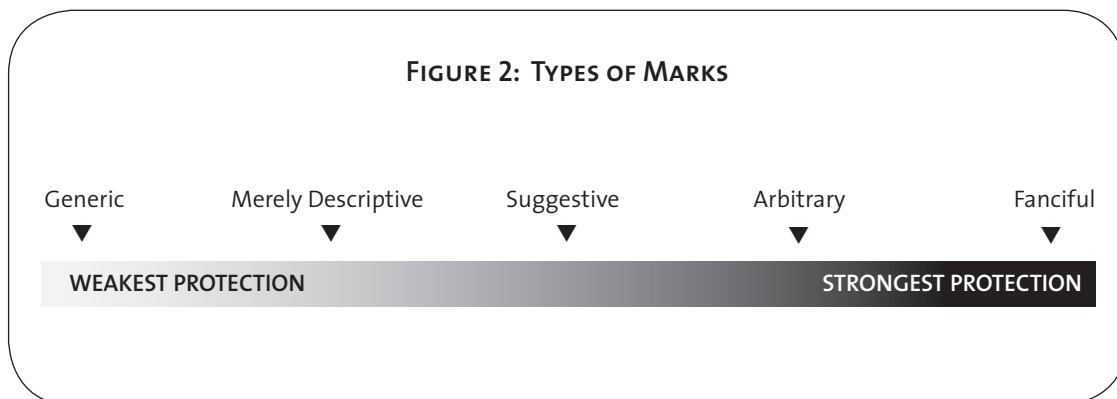 FIGURE 2: TYPES OF MARKS
Generic Merely Descriptive Suggestive Arbitrary Fanciful
▼ ▼ ▼ ▼ ▼
WEAKEST PROTECTION STRONGEST PROTECTION